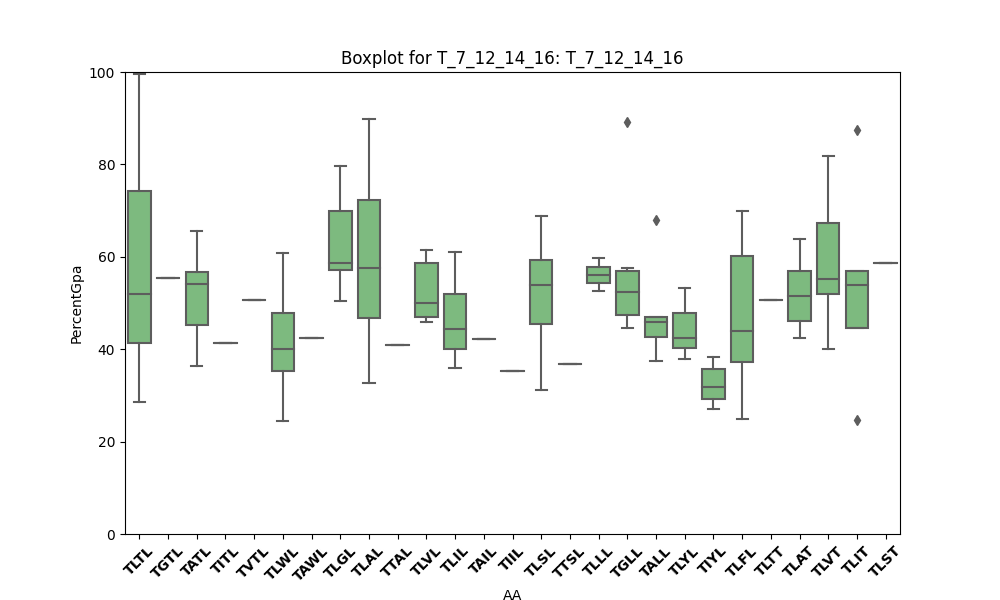 Boxplot for T_7_12_14_16: T_7_12_14_16
PercentGpa
100
80
60
40
20
0
TLTL TGTL TATL TITL TVTL TLWL TAWL TLGL TLAL TTAL TLVL TLIL TAIL TIIL TLSL TTSL TLLL TGLL TALL TLYL TIYL TLFL TLTT TLAT TLVT TLIT TLST
AA